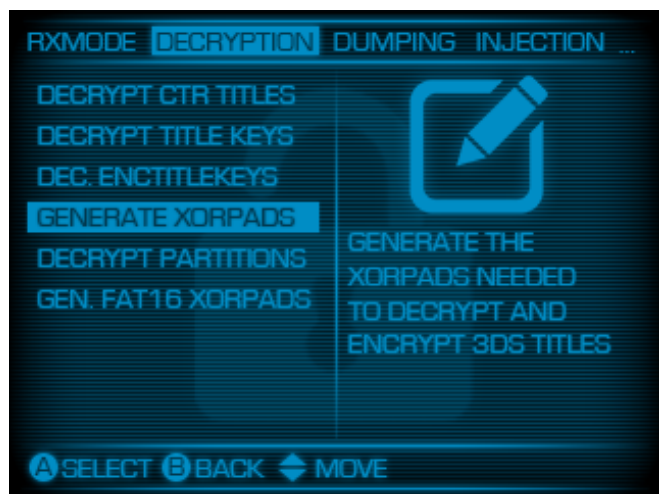 RXMODE DECRYPTION DUMPING INJECTION ...
DECRYPT CTR TITLES
DECRYPT TITLE KEYS
DEC. ENCTITLEKEYS
GENERATE XORPADS
DECRYPT PARTITIONS
GEN. FAT16 XORPADS
GENERATE THE
XORPADS NEEDED
TO DECRYPT AND
ENCRYPT 3DS TITLES
A SELECT B BACK MOVE